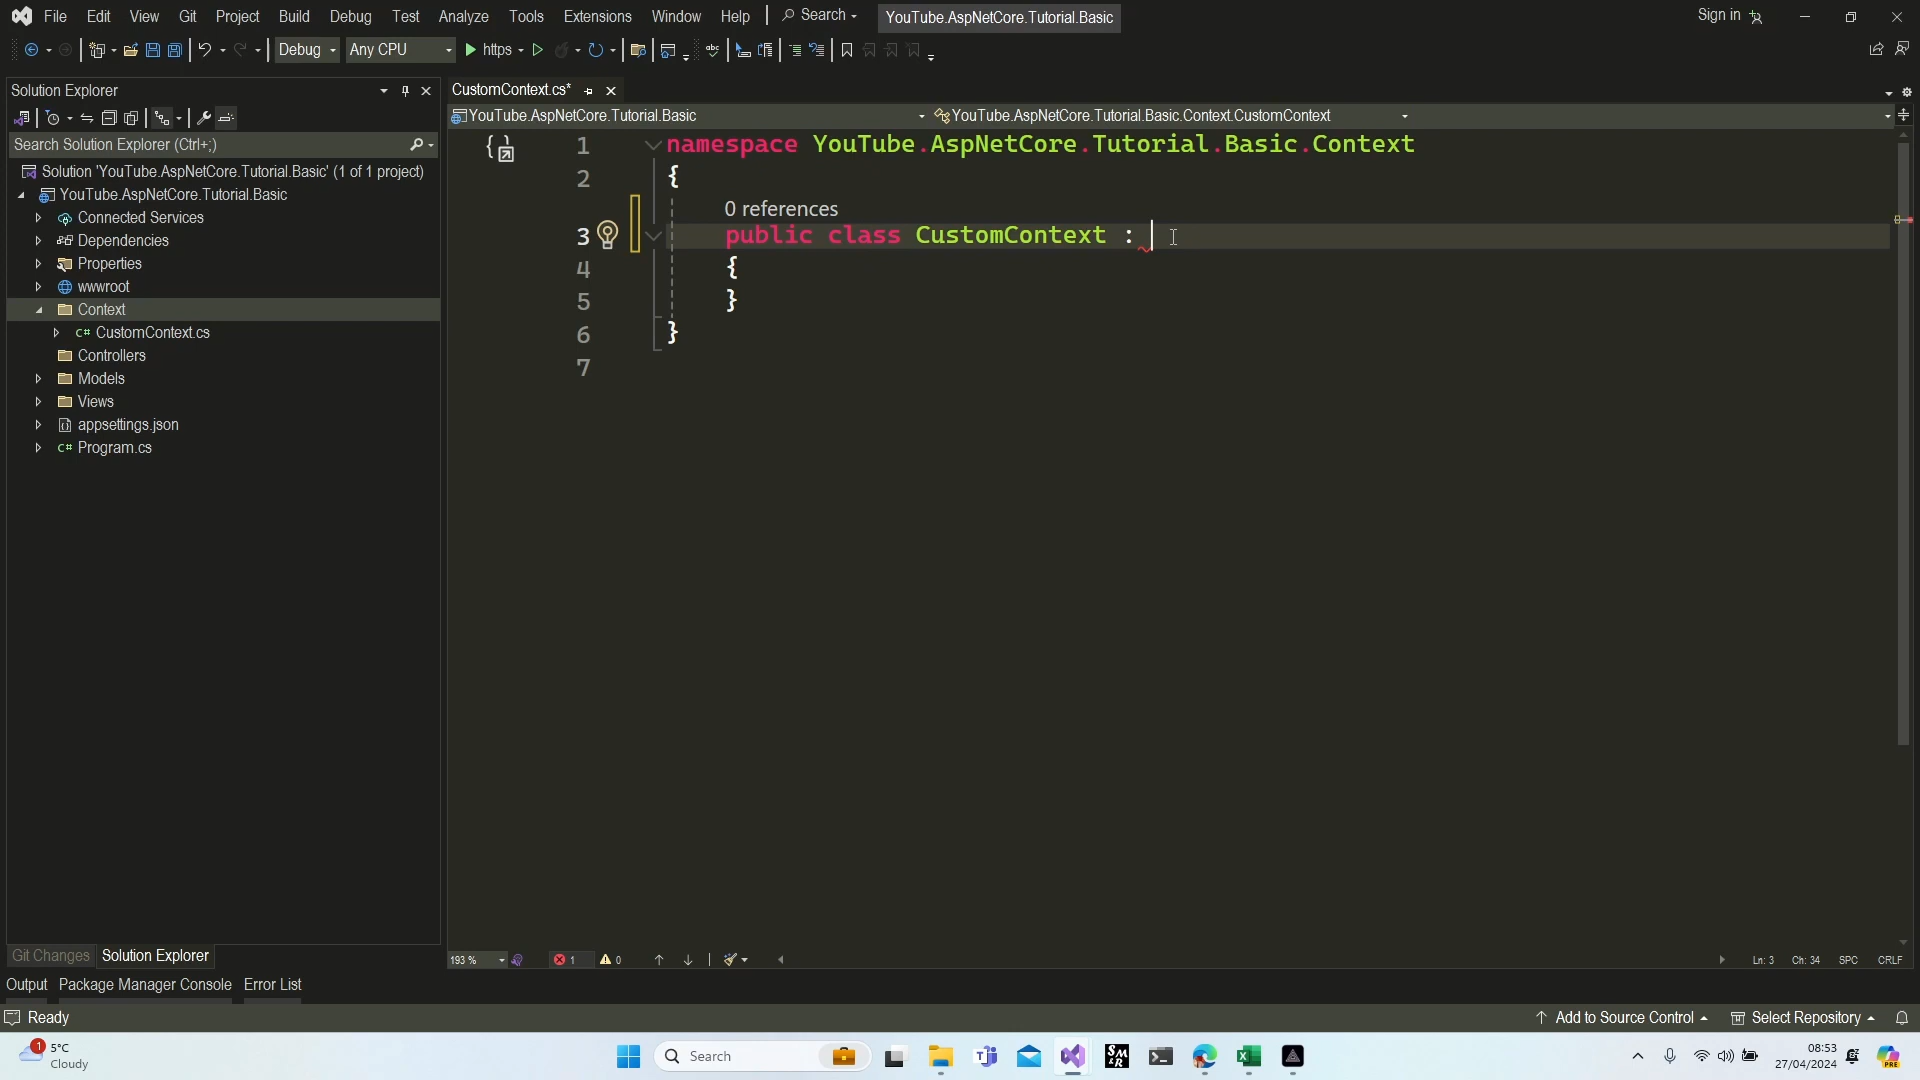 File Edit View Git Project Build Debug Test Analyze Tools Extensions Window Help Search YouTube.AspNetCore.Tutorial.Basic Sign in
Debug Any CPU https
Solution Explorer
Search Solution Explorer (Ctrl+;)
Solution 'YouTube.AspNetCore.Tutorial.Basic' (1 of 1 project)
YouTube.AspNetCore.Tutorial.Basic
Connected Services
Dependencies
Properties
wwwroot
Context
C# CustomContext.cs
Controllers
Models
Views
appsettings.json
C# Program.cs
Git Changes Solution Explorer
CustomContext.cs*
YouTube.AspNetCore.Tutorial.Basic YouTube.AspNetCore.Tutorial.Basic.Context.CustomContext
1 namespace YouTube.AspNetCore.Tutorial.Basic.Context
2 {
0 references
3 public class CustomContext :
4 {
5 }
6 }
7
193 % 1 0 Ln: 3 Ch: 34 SPC CRLF
Output Package Manager Console Error List
Ready Add to Source Control Select Repository
1 5°C
Cloudy
Search
08:53
27/04/2024
PRE